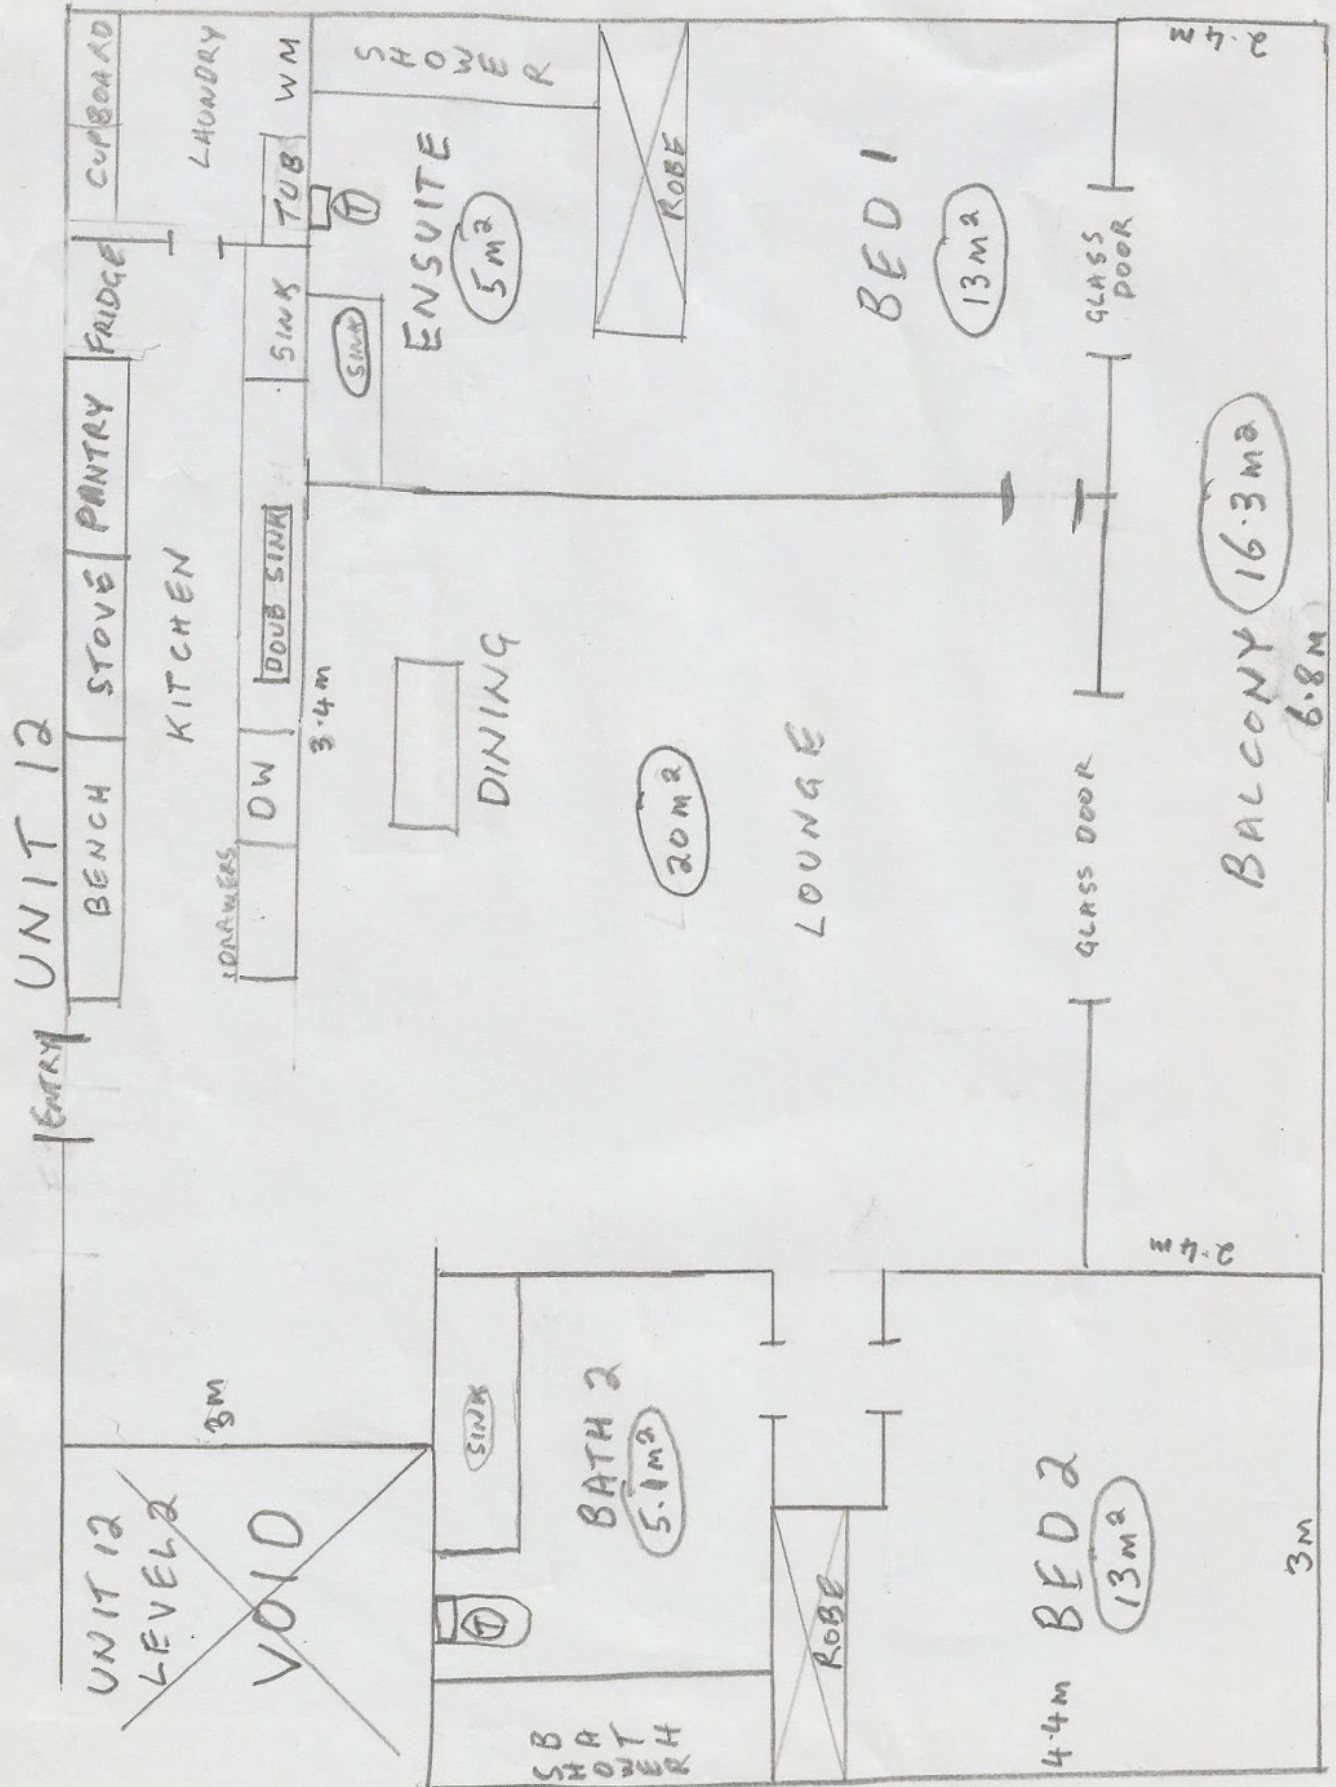 UNIT 12
ENTRY
BENCH
STOVE
PANTRY
FRIDGE
CUPBOARD
UNIT 12
LEVEL 2
VOID
3m
KITCHEN
LAUNDRY
DRAWERS
DW
DOUB SINK
SINK
TUB
WM
3.4m
SINK
T
SHOWER
ENSUITE
5m²
ROBE
DINING
SINK
T
BATH 2
5.1m²
BATH
SHOWER
20m²
LOUNGE
BED 1
13m²
ROBE
BED 2
13m²
4.4m
3m
GLASS DOOR
GLASS
DOOR
2.4m
2.4m
BALCONY
16.3m²
6.8m